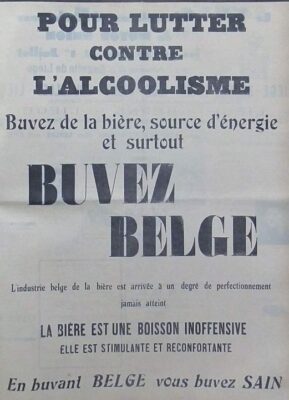 POUR LUTTER
CONTRE
L'ALCOOLISME
Buvez de la bière, source d'énergie
et surtout
BUVEZ
BELGE
L'industrie belge de la bière est arrivée à un degré de perfectionnement
jamais atteint
LA BIÈRE EST UNE BOISSON INOFFENSIVE
ELLE EST STIMULANTE ET RECONFORTANTE
En buvant BELGE vous buvez SAIN